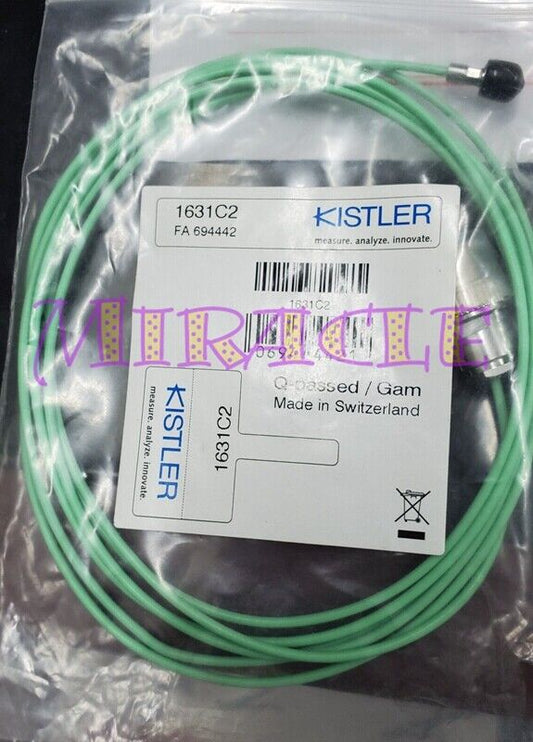 1631C2
FA 694442
KISTLER
measure. analyze. innovate.
1631C2
MIRACLE
Q-passed / Gam
Made in Switzerland
KISTLER
measure. analyze. innovate.
1631C2